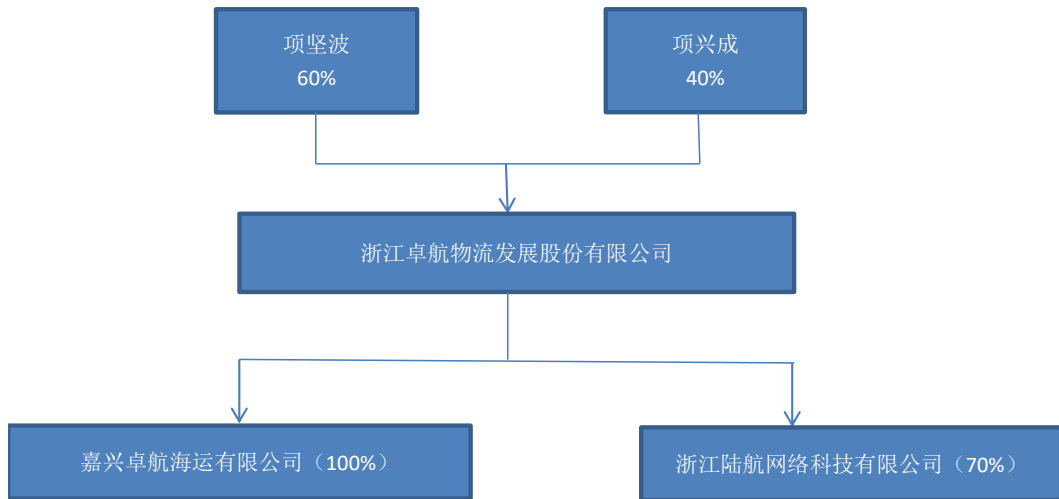 项坚波
60%
项兴成
40%
浙江卓航物流发展股份有限公司
嘉兴卓航海运有限公司（100%）
浙江陆航网络科技有限公司（70%）